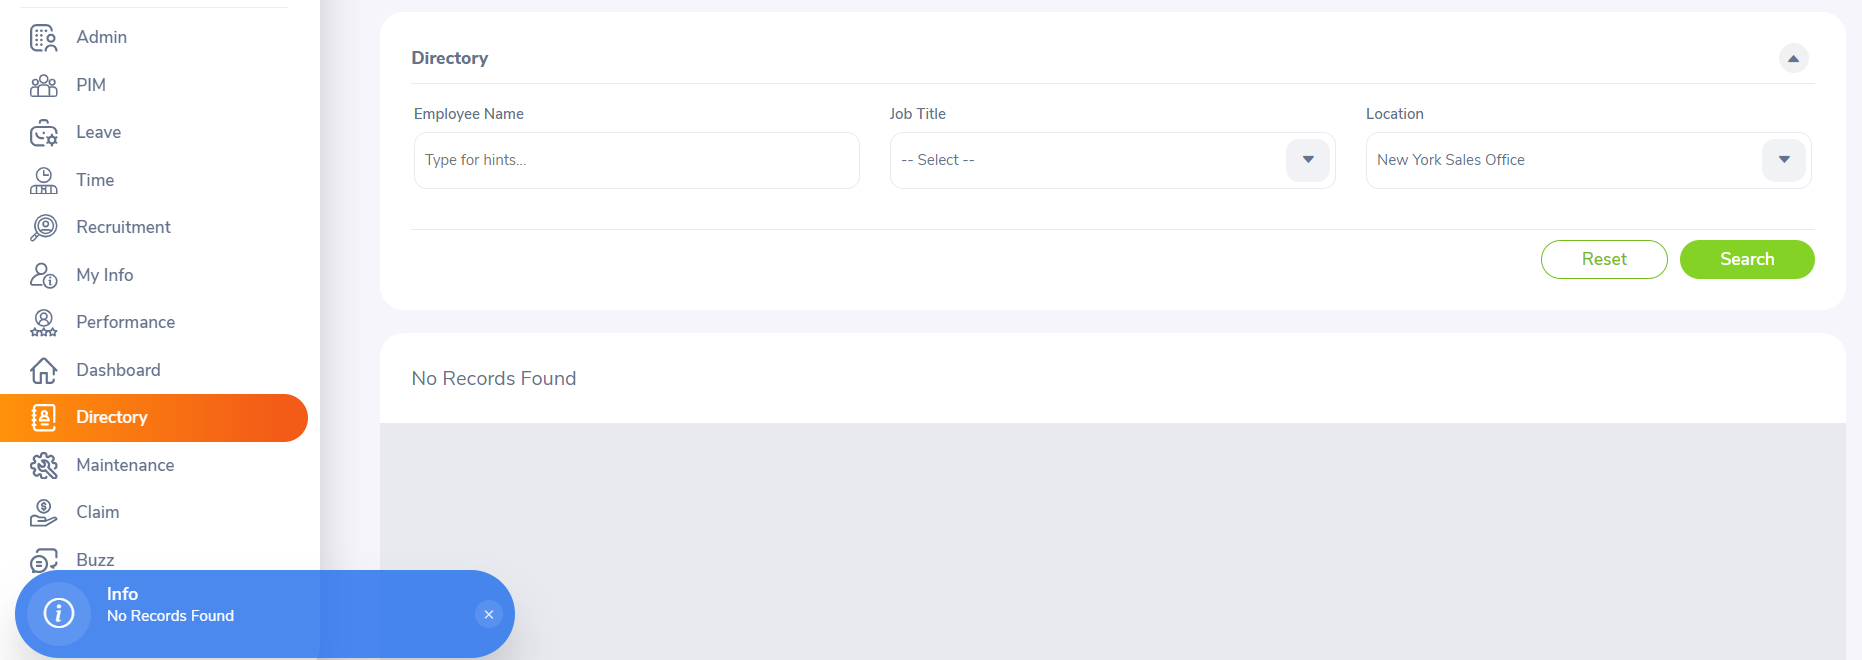 Admin
PIM
Leave
Time
Recruitment
My Info
Performance
Dashboard
Directory
Maintenance
Claim
Buzz
Info
No Records Found
Directory
Employee Name
Job Title
Location
Type for hints...
-- Select --
New York Sales Office
Reset
Search
No Records Found